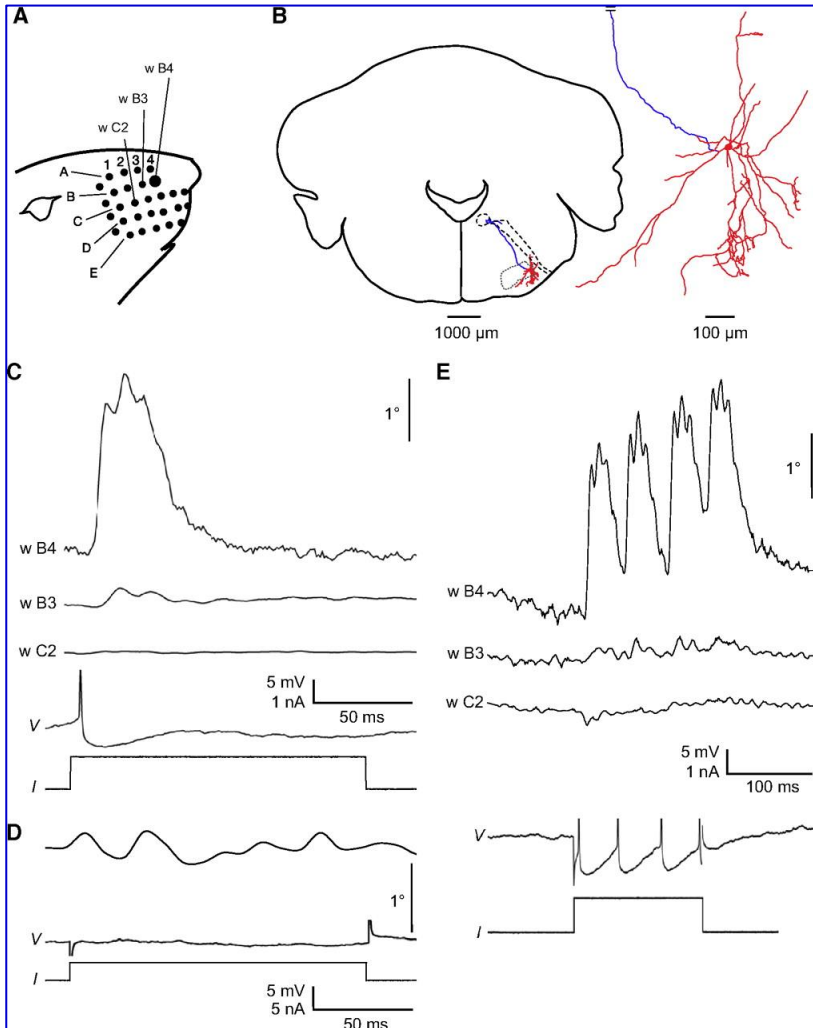 A
w B4
w B3
w C2
1 2 3 4
A
B
C
D
E
B
1000 µm
100 µm
C
1°
w B4
w B3
w C2
5 mV
1 nA
50 ms
V
I
D
1°
V
I
5 mV
5 nA
50 ms
E
1°
w B4
w B3
w C2
5 mV
1 nA
100 ms
V
I